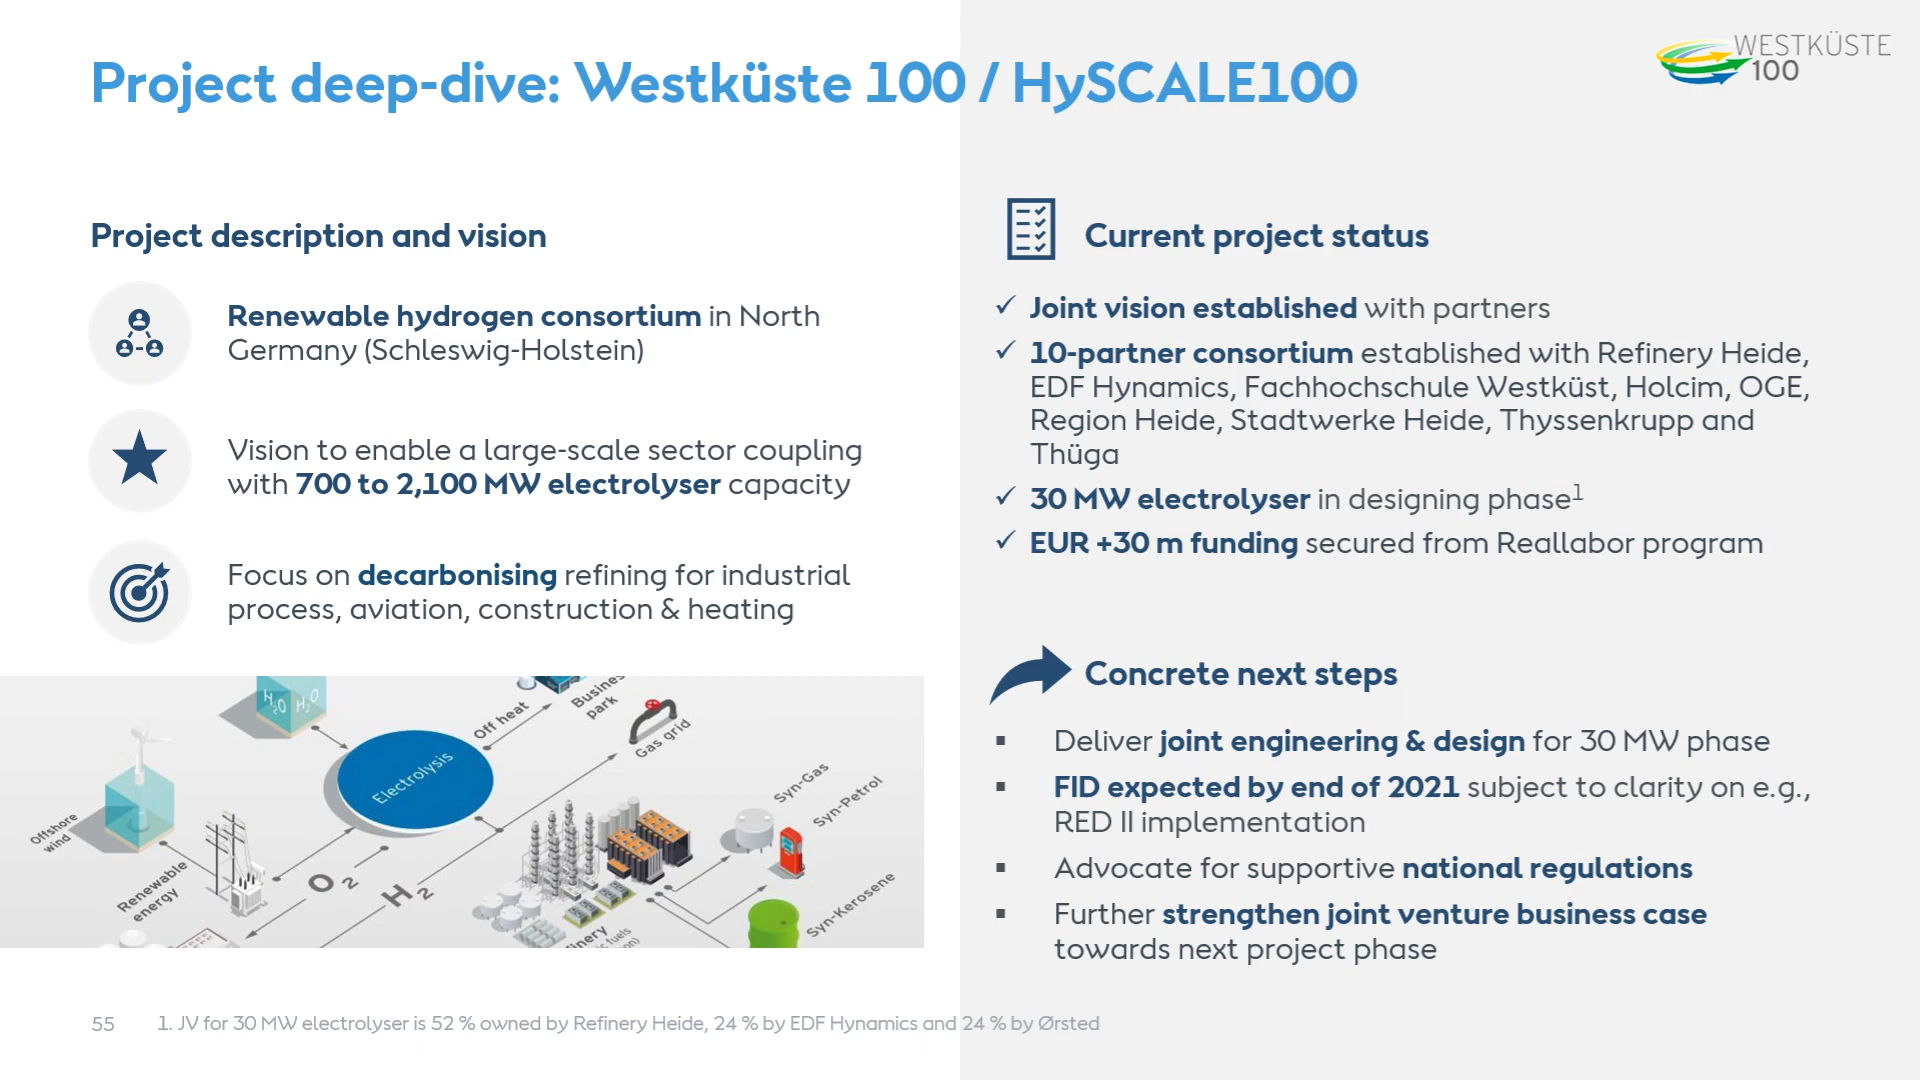 Project deep-dive: Westküste 100 / HySCALE100
WESTKÜSTE
100
Project description and vision
Renewable hydrogen consortium in North
Germany (Schleswig-Holstein)
Vision to enable a large-scale sector coupling
with 700 to 2,100 MW electrolyser capacity
Focus on decarbonising refining for industrial
process, aviation, construction & heating
H₂O H₂O
Off heat
Business
park
Gas grid
Electrolysis
Offshore
wind
Renewable
energy
O₂
H₂
Syn-Gas
Syn-Petrol
Syn-Kerosene
Current project status
✓ Joint vision established with partners
✓ 10-partner consortium established with Refinery Heide,
EDF Hynamics, Fachhochschule Westküst, Holcim, OGE,
Region Heide, Stadtwerke Heide, Thyssenkrupp and
Thüga
✓ 30 MW electrolyser in designing phase¹
✓ EUR +30 m funding secured from Reallabor program
Concrete next steps
▪ Deliver joint engineering & design for 30 MW phase
▪ FID expected by end of 2021 subject to clarity on e.g.,
RED II implementation
▪ Advocate for supportive national regulations
▪ Further strengthen joint venture business case
towards next project phase
55
1. JV for 30 MW electrolyser is 52 % owned by Refinery Heide, 24 % by EDF Hynamics and 24 % by Ørsted